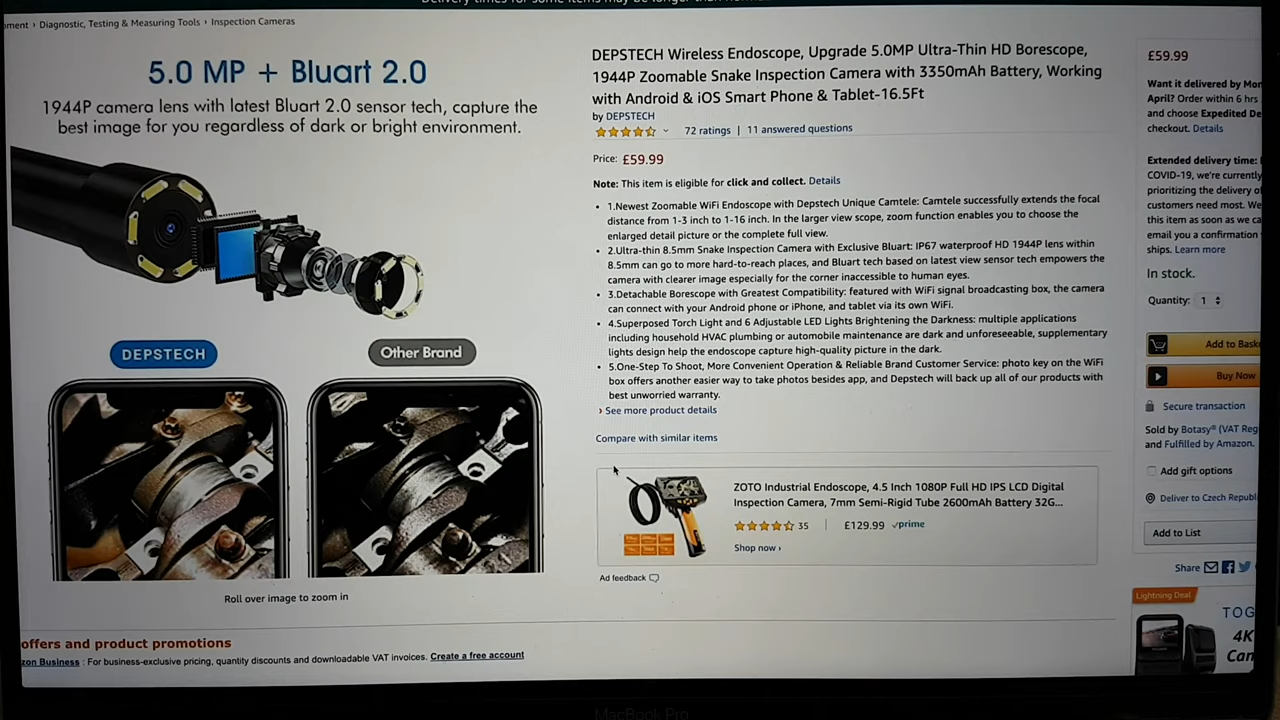 Delivery times for some items may be longer than
Diagnostic, Testing & Measuring Tools › Inspection Cameras
5.0 MP + Bluart 2.0
1944P camera lens with latest Bluart 2.0 sensor tech, capture the
best image for you regardless of dark or bright environment.
DEPSTECH
Other Brand
Roll over image to zoom in
DEPSTECH Wireless Endoscope, Upgrade 5.0MP Ultra-Thin HD Borescope,
1944P Zoomable Snake Inspection Camera with 3350mAh Battery, Working
with Android & iOS Smart Phone & Tablet-16.5Ft
by DEPSTECH
72 ratings | 11 answered questions
Price: £59.99
Note: This item is eligible for click and collect. Details
• 1.Newest Zoomable WiFi Endoscope with Depstech Unique Camtele: Camtele successfully extends the focal
distance from 1-3 inch to 1-16 inch. In the larger view scope, zoom function enables you to choose the
enlarged detail picture or the complete full view.
• 2.Ultra-thin 8.5mm Snake Inspection Camera with Exclusive Bluart: IP67 waterproof HD 1944P lens within
8.5mm can go to more hard-to-reach places, and Bluart tech based on latest view sensor tech empowers the
camera with clearer image especially for the corner inaccessible to human eyes.
• 3.Detachable Borescope with Greatest Compatibility: featured with WiFi signal broadcasting box, the camera
can connect with your Android phone or iPhone, and tablet via its own WiFi.
• 4.Superposed Torch Light and 6 Adjustable LED Lights Brightening the Darkness: multiple applications
including household HVAC plumbing or automobile maintenance are dark and unforeseeable, supplementary
lights design help the endoscope capture high-quality picture in the dark.
• 5.One-Step To Shoot, More Convenient Operation & Reliable Brand Customer Service: photo key on the WiFi
box offers another easier way to take photos besides app, and Depstech will back up all of our products with
best unworried warranty.
› See more product details
Compare with similar items
ZOTO Industrial Endoscope, 4.5 Inch 1080P Full HD IPS LCD Digital
Inspection Camera, 7mm Semi-Rigid Tube 2600mAh Battery 32G...
35 | £129.99 prime
Shop now ›
Ad feedback
£59.99
Want it delivered by Mon
April? Order within 6 hrs
and choose Expedited De
checkout. Details
Extended delivery time:
COVID-19, we're currently
prioritizing the delivery o
customers need most. We
this item as soon as we ca
email you a confirmation
ships. Learn more
In stock.
Quantity: 1
Add to Bask
Buy Now
Secure transaction
Sold by Botasy® (VAT Reg
and Fulfilled by Amazon.
Add gift options
Deliver to Czech Republ
Add to List
Share
Lightning Deal
TOG
4K
Can
offers and product promotions
zon Business : For business-exclusive pricing, quantity discounts and downloadable VAT invoices. Create a free account
MacBook Pro